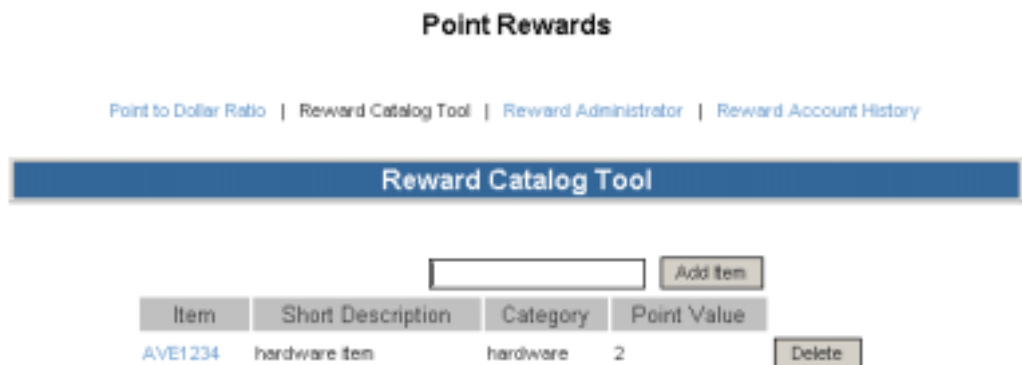 Point Rewards
Point to Dollar Ratio | Reward Catalog Tool | Reward Administrator | Reward Account History
Reward Catalog Tool
Add Item
Item Short Description Category Point Value
AVE1234 hardware item hardware 2 Delete